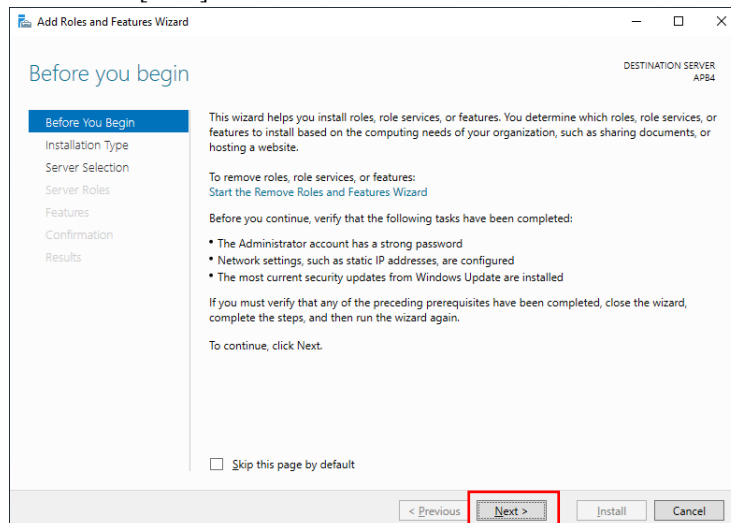 Add Roles and Features Wizard
Before you begin
DESTINATION SERVER
APB4
Before You Begin
Installation Type
Server Selection
Server Roles
Features
Confirmation
Results
This wizard helps you install roles, role services, or features. You determine which roles, role services, or
features to install based on the computing needs of your organization, such as sharing documents, or
hosting a website.
To remove roles, role services, or features:
Start the Remove Roles and Features Wizard
Before you continue, verify that the following tasks have been completed:
• The Administrator account has a strong password
• Network settings, such as static IP addresses, are configured
• The most current security updates from Windows Update are installed
If you must verify that any of the preceding prerequisites have been completed, close the wizard,
complete the steps, and then run the wizard again.
To continue, click Next.
Skip this page by default
< Previous
Next >
Install
Cancel